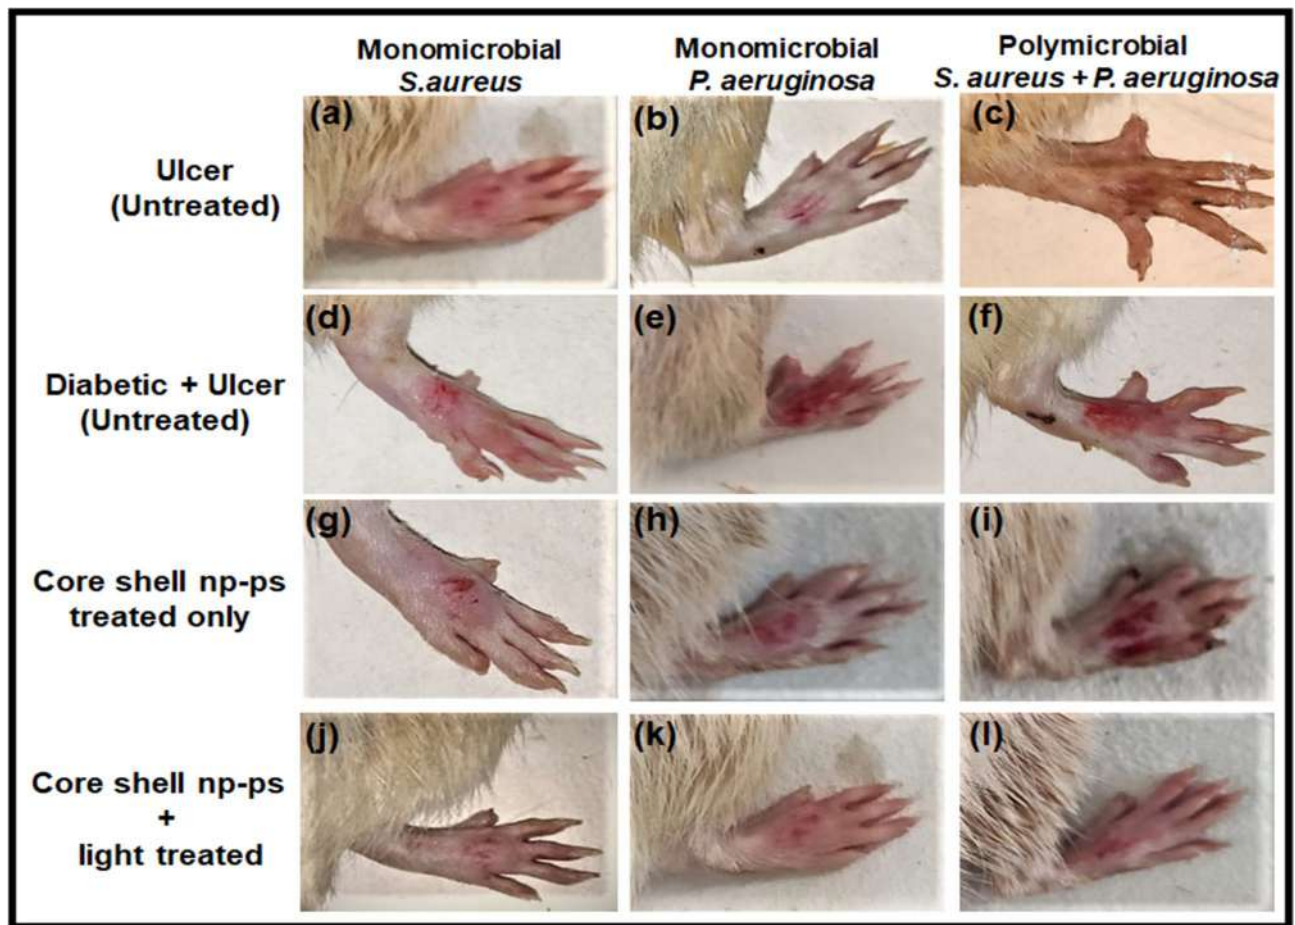 Monomicrobial
S.aureus
Monomicrobial
P. aeruginosa
Polymicrobial
S. aureus + P. aeruginosa
Ulcer
(Untreated)
(a)
(b)
(c)
Diabetic + Ulcer
(Untreated)
(d)
(e)
(f)
Core shell np-ps
treated only
(g)
(h)
(i)
Core shell np-ps
+
light treated
(j)
(k)
(l)